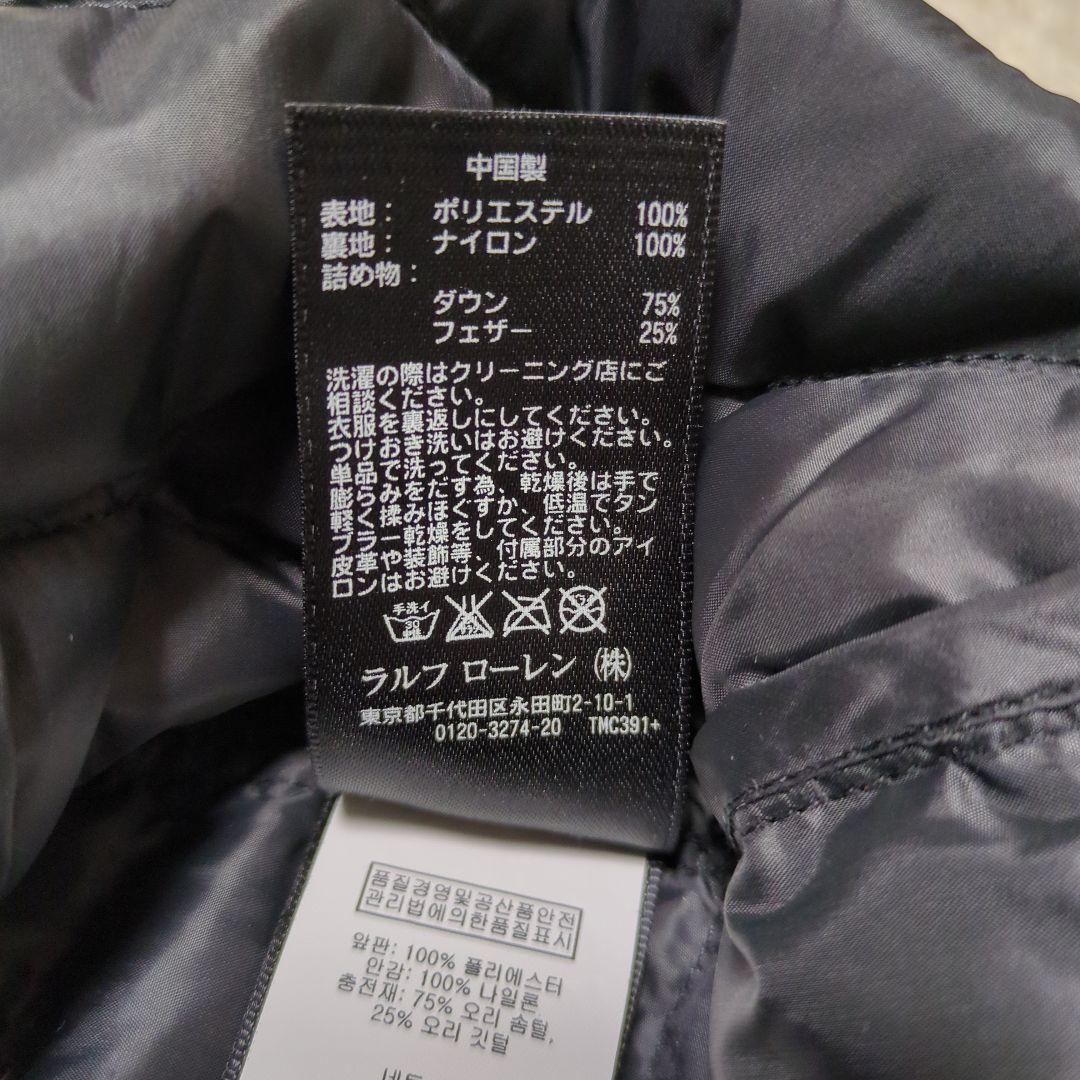 中国製
表地： ポリエステル 100%
裏地： ナイロン 100%
詰め物：
ダウン 75%
フェザー 25%
洗濯の際はクリーニング店にご
相談ください。
衣服を裏返しにしてください。
つけおき洗いはお避けください。
単品で洗ってください。
膨らみをだす為、乾燥後は手で
軽く揉みほぐすか、低温でタン
ブラー乾燥をしてください。
皮革や装飾等、付属部分のアイ
ロンはお避けください。
手洗イ
30
ラルフ ローレン (株)
東京都千代田区永田町2-10-1
0120-3274-20 TMC391+
품질경영및공산품안전
관리법에의한품질표시
앞판: 100% 폴리에스터
안감: 100% 나일론
충전재: 75% 오리 솜털,
25% 오리 깃털